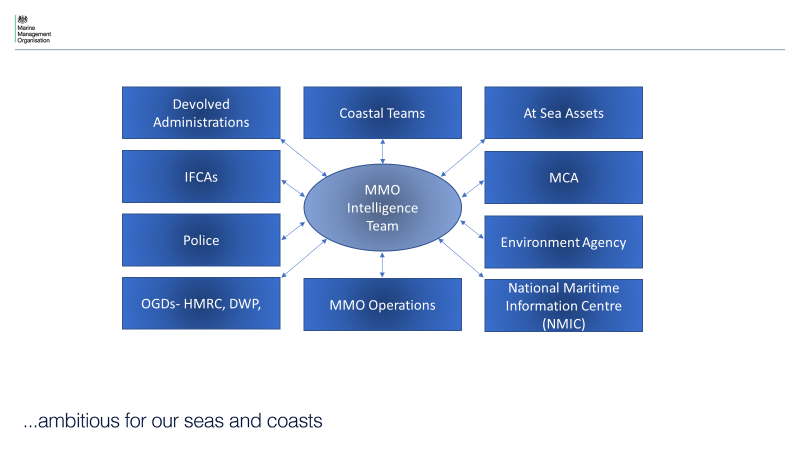 Marine
Management
Organisation
Devolved
Administrations
Coastal Teams
At Sea Assets
IFCAs
MCA
MMO
Intelligence
Team
Police
Environment Agency
OGDs- HMRC, DWP,
MMO Operations
National Maritime
Information Centre
(NMIC)
...ambitious for our seas and coasts